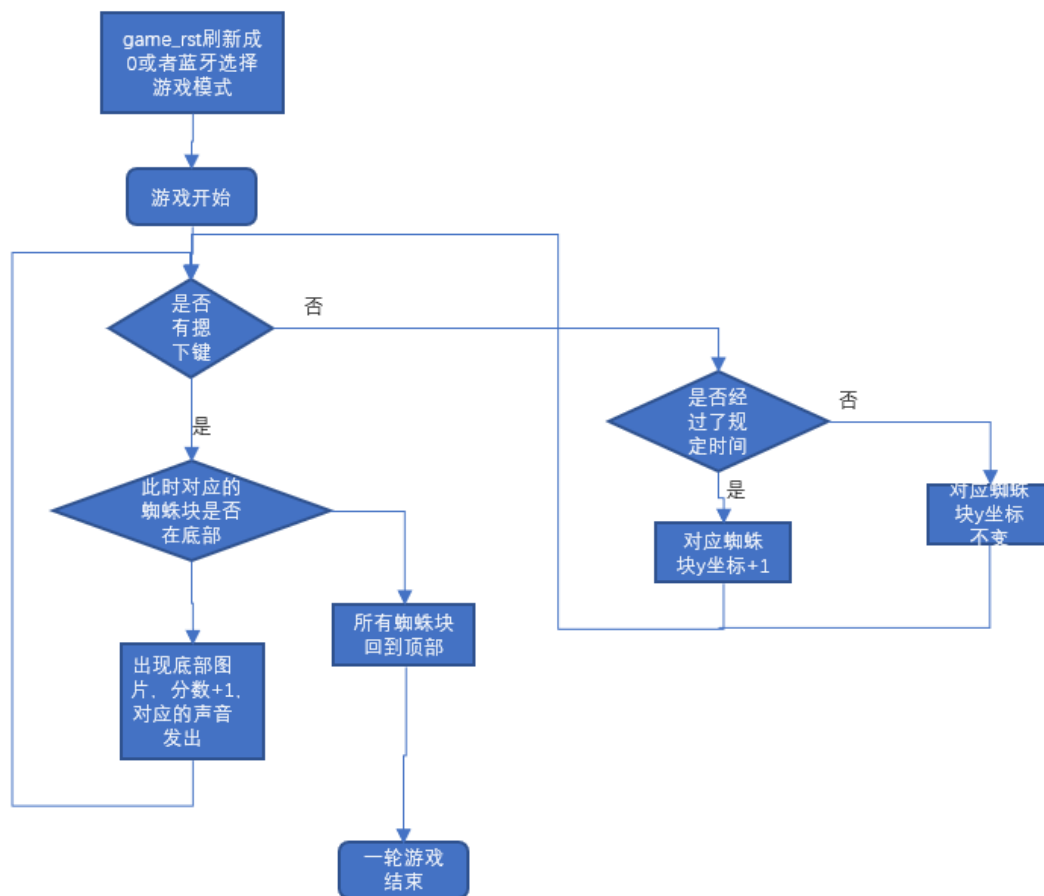 game_rst刷新成
0或者蓝牙选择
游戏模式
游戏开始
是否
有摁
下键
否
是
是否经
过了规
定时间
否
是
此时对应的
蜘蛛块是否
在底部
对应蜘蛛
块y坐标
不变
对应蜘蛛
块y坐标+1
所有蜘蛛块
回到顶部
出现底部图
片，分数+1，
对应的声音
发出
一轮游戏
结束